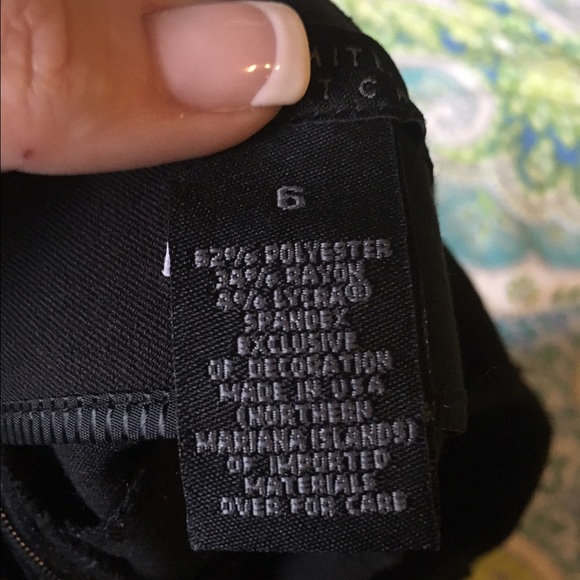 6
62% POLYESTER
34% RAYON
4% LYCRA®
SPANDEX
EXCLUSIVE
OF DECORATION
MADE IN USA
(NORTHERN
MARIANA ISLANDS)
OF IMPORTED
MATERIALS
OVER FOR CARE